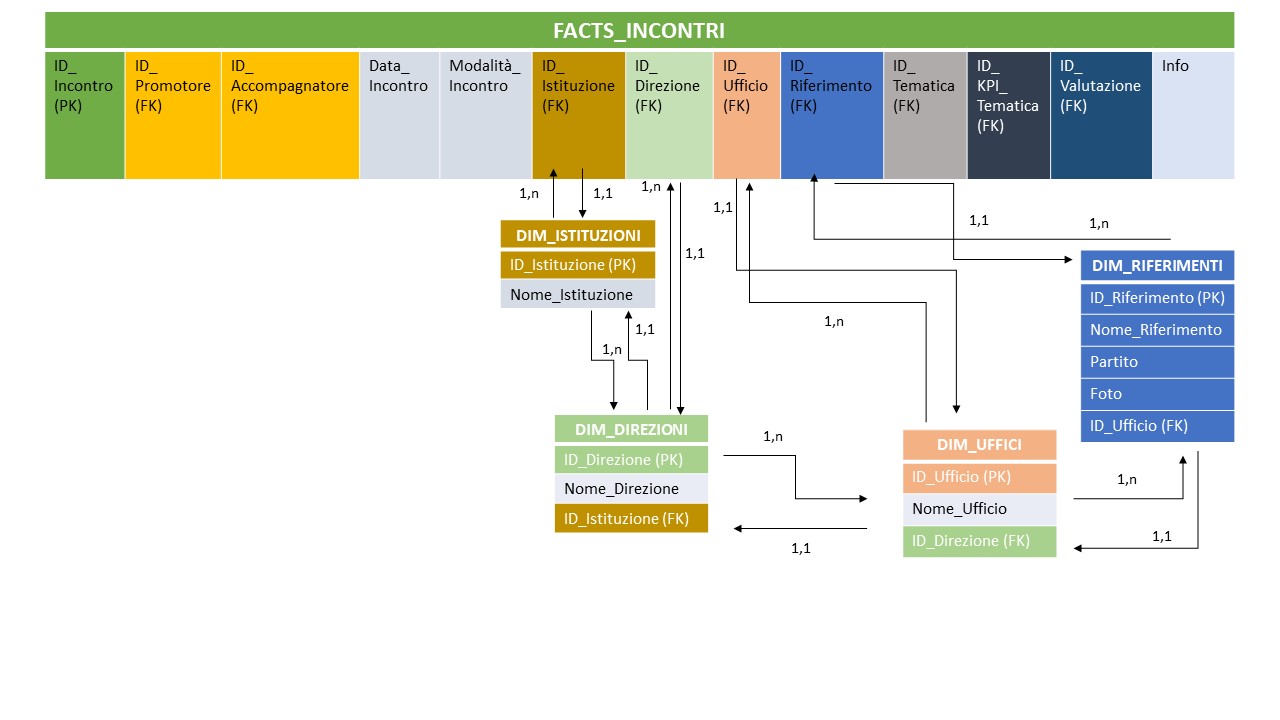 FACTS_INCONTRI
ID_
Incontro
(PK)
ID_
Promotore
(FK)
ID_
Accompagnatore
(FK)
Data_
Incontro
Modalità_
Incontro
ID_
Istituzione
(FK)
ID_
Direzione
(FK)
ID_
Ufficio
(FK)
ID_
Riferimento
(FK)
ID_
Tematica
(FK)
ID_
KPI_
Tematica
(FK)
ID_
Valutazione
(FK)
Info
1,n
1,1
1,n
1,1
1,1
1,1
1,n
DIM_ISTITUZIONI
ID_Istituzione (PK)
Nome_Istituzione
DIM_RIFERIMENTI
ID_Riferimento (PK)
Nome_Riferimento
Partito
Foto
ID_Ufficio (FK)
1,n
1,1
1,n
DIM_DIREZIONI
ID_Direzione (PK)
Nome_Direzione
ID_Istituzione (FK)
1,n
1,1
DIM_UFFICI
ID_Ufficio (PK)
Nome_Ufficio
ID_Direzione (FK)
1,n
1,1